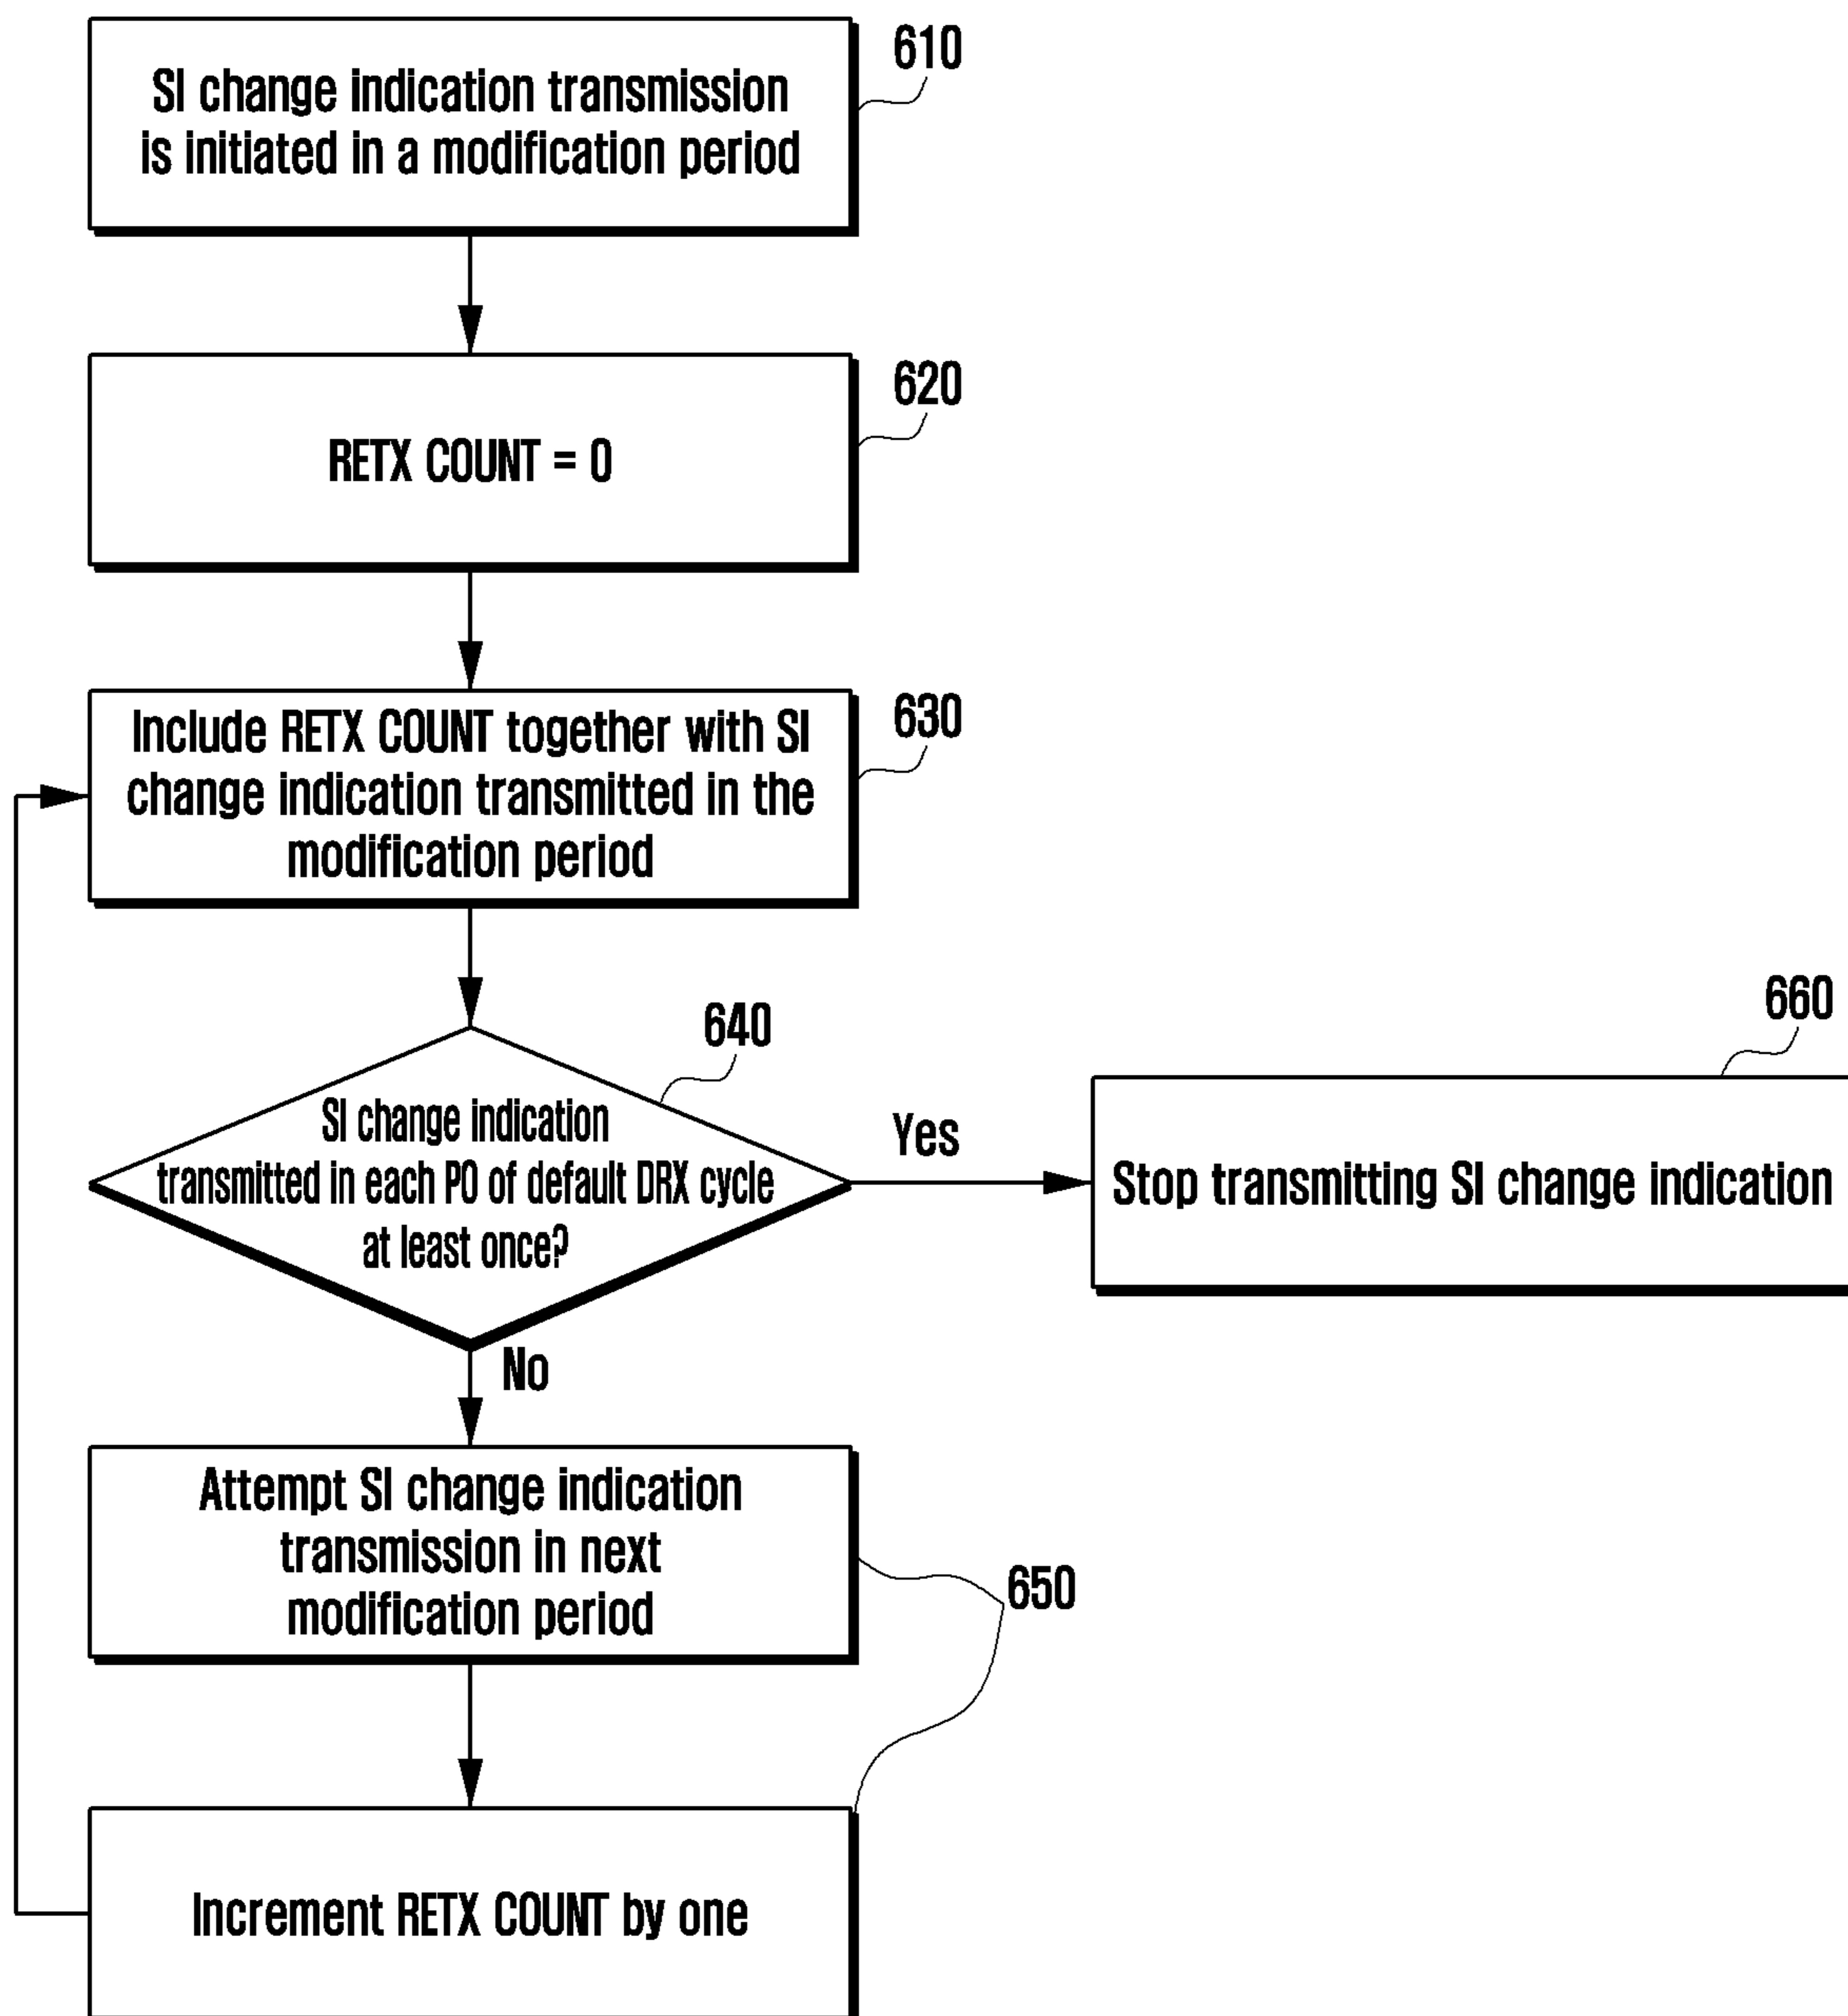 610
SI change indication transmission
is initiated in a modification period
620
RETX COUNT = 0
630
Include RETX COUNT together with SI
change indication transmitted in the
modification period
640
SI change indication
transmitted in each PO of default DRX cycle
at least once?
Yes
660
Stop transmitting SI change indication
No
Attempt SI change indication
transmission in next
modification period
650
Increment RETX COUNT by one